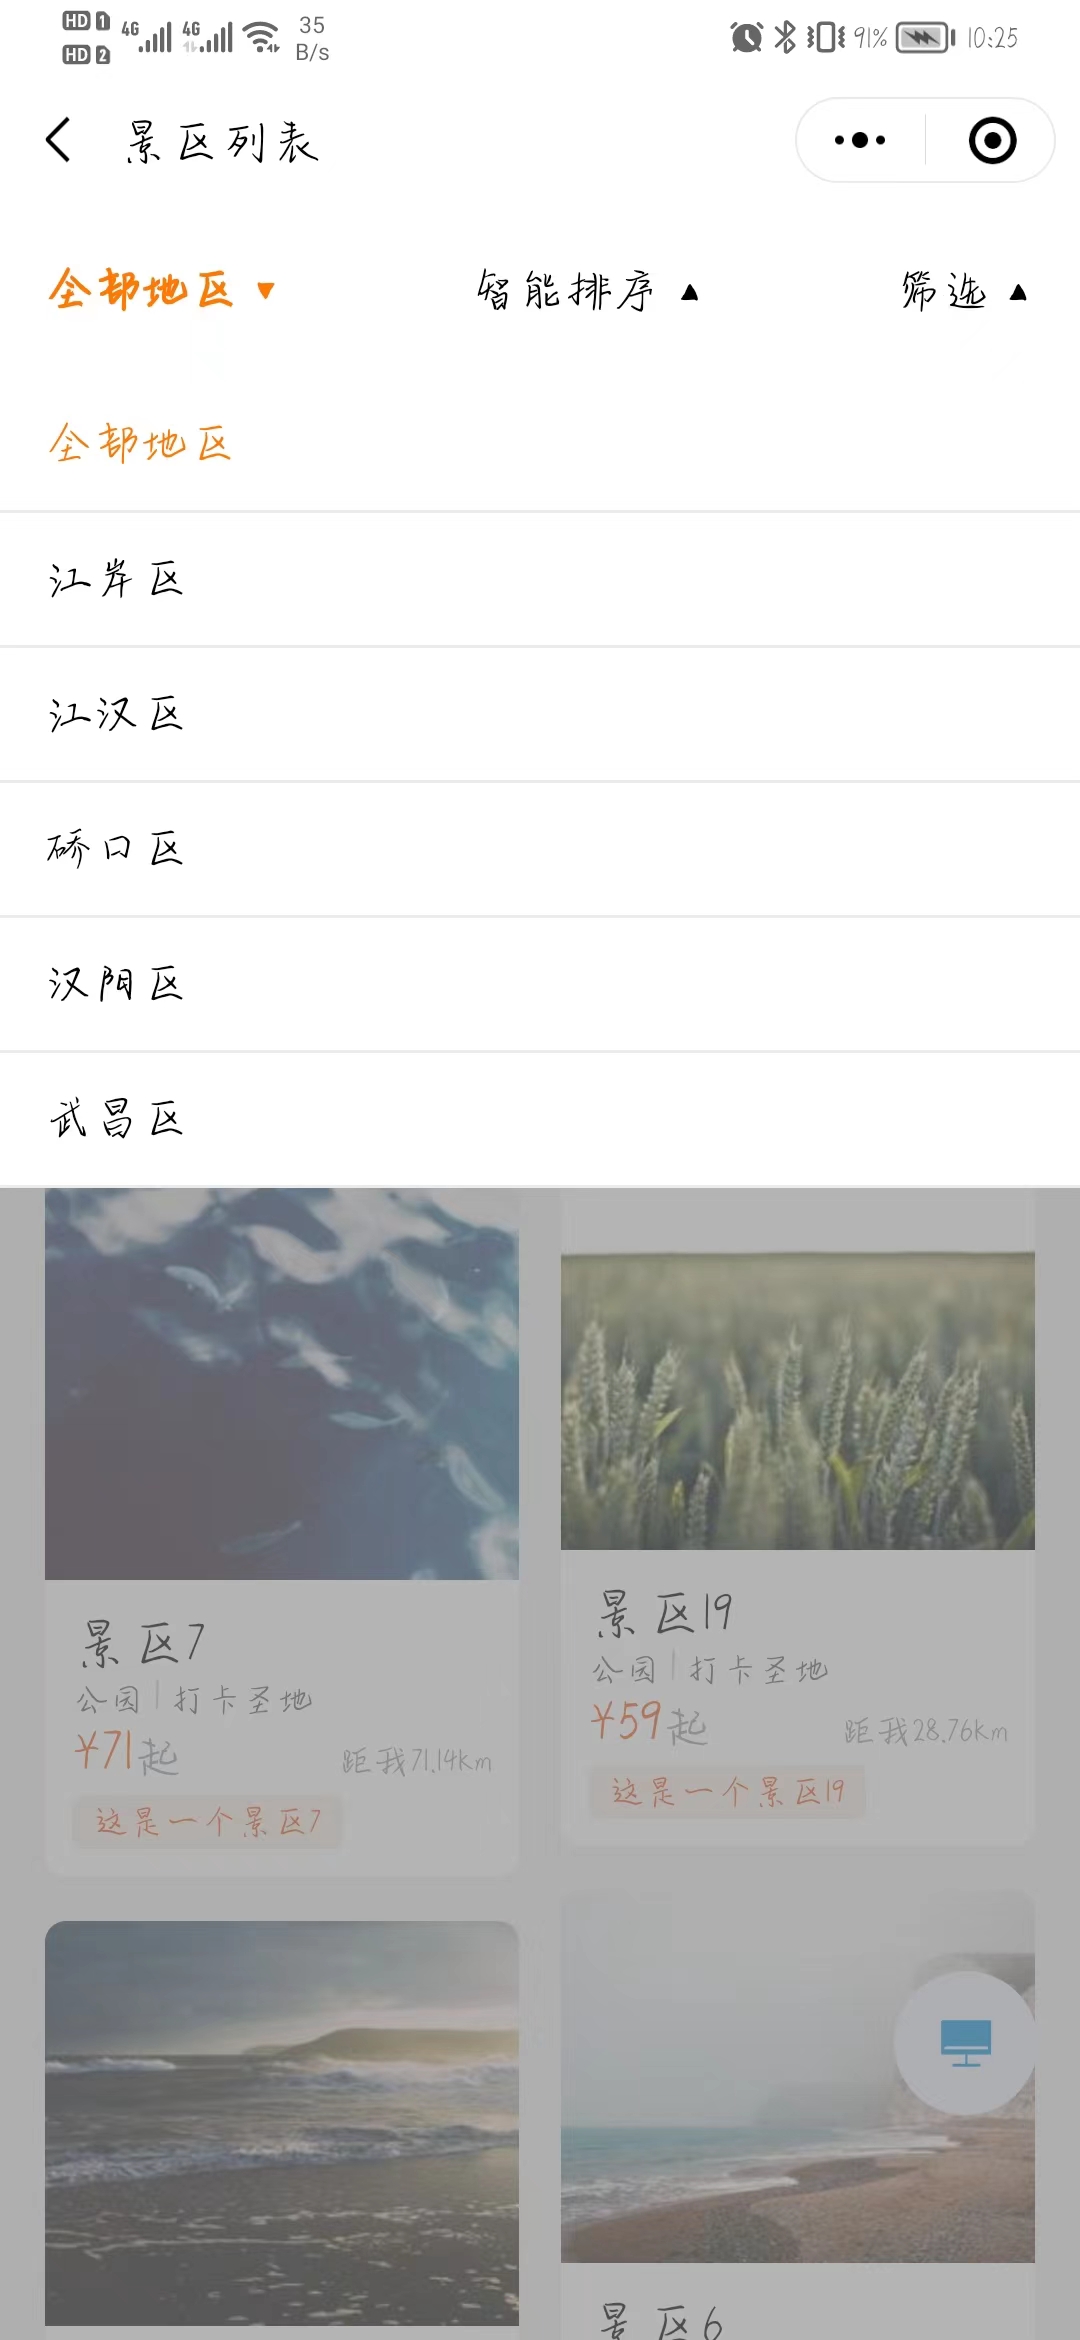 HD 1 4G 4G 35 B/s 91% 10:25
HD 2
景区列表
全部地区 ▼ 智能排序 ▲ 筛选 ▲
全部地区
江岸区
江汉区
硚口区
汉阳区
武昌区
景区7
公园|打卡圣地
¥71起 距我71.14km
这是一个景区7
景区19
公园|打卡圣地
¥59起 距我28.76km
这是一个景区19
景区6